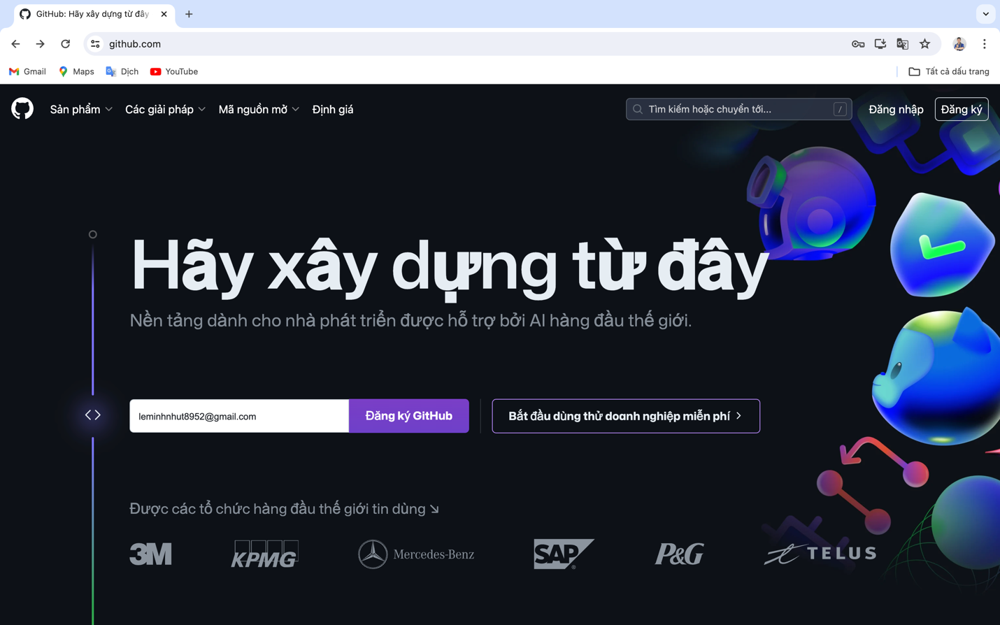 GitHub: Hãy xây dựng từ đây
github.com
Gmail
Maps
Dịch
YouTube
Tất cả dấu trang
Sản phẩm
Các giải pháp
Mã nguồn mở
Định giá
Tìm kiếm hoặc chuyển tới...
/
Đăng nhập
Đăng ký
Hãy xây dựng từ đây
Nền tảng dành cho nhà phát triển được hỗ trợ bởi AI hàng đầu thế giới.
leminhnhut8952@gmail.com
Đăng ký GitHub
Bắt đầu dùng thử doanh nghiệp miễn phí
Được các tổ chức hàng đầu thế giới tin dùng
3M
KPMG
Mercedes-Benz
SAP®
P&G
TELUS